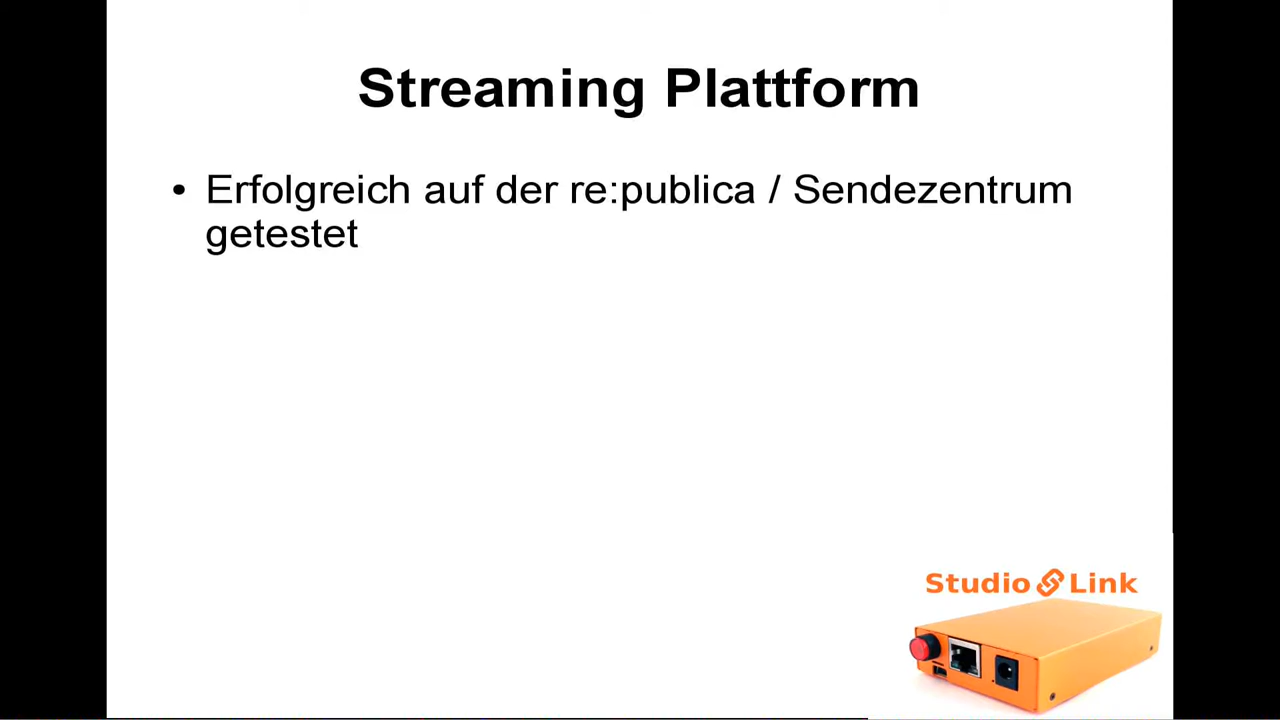 Streaming Plattform
• Erfolgreich auf der re:publica / Sendezentrum
getestet
Studio Link